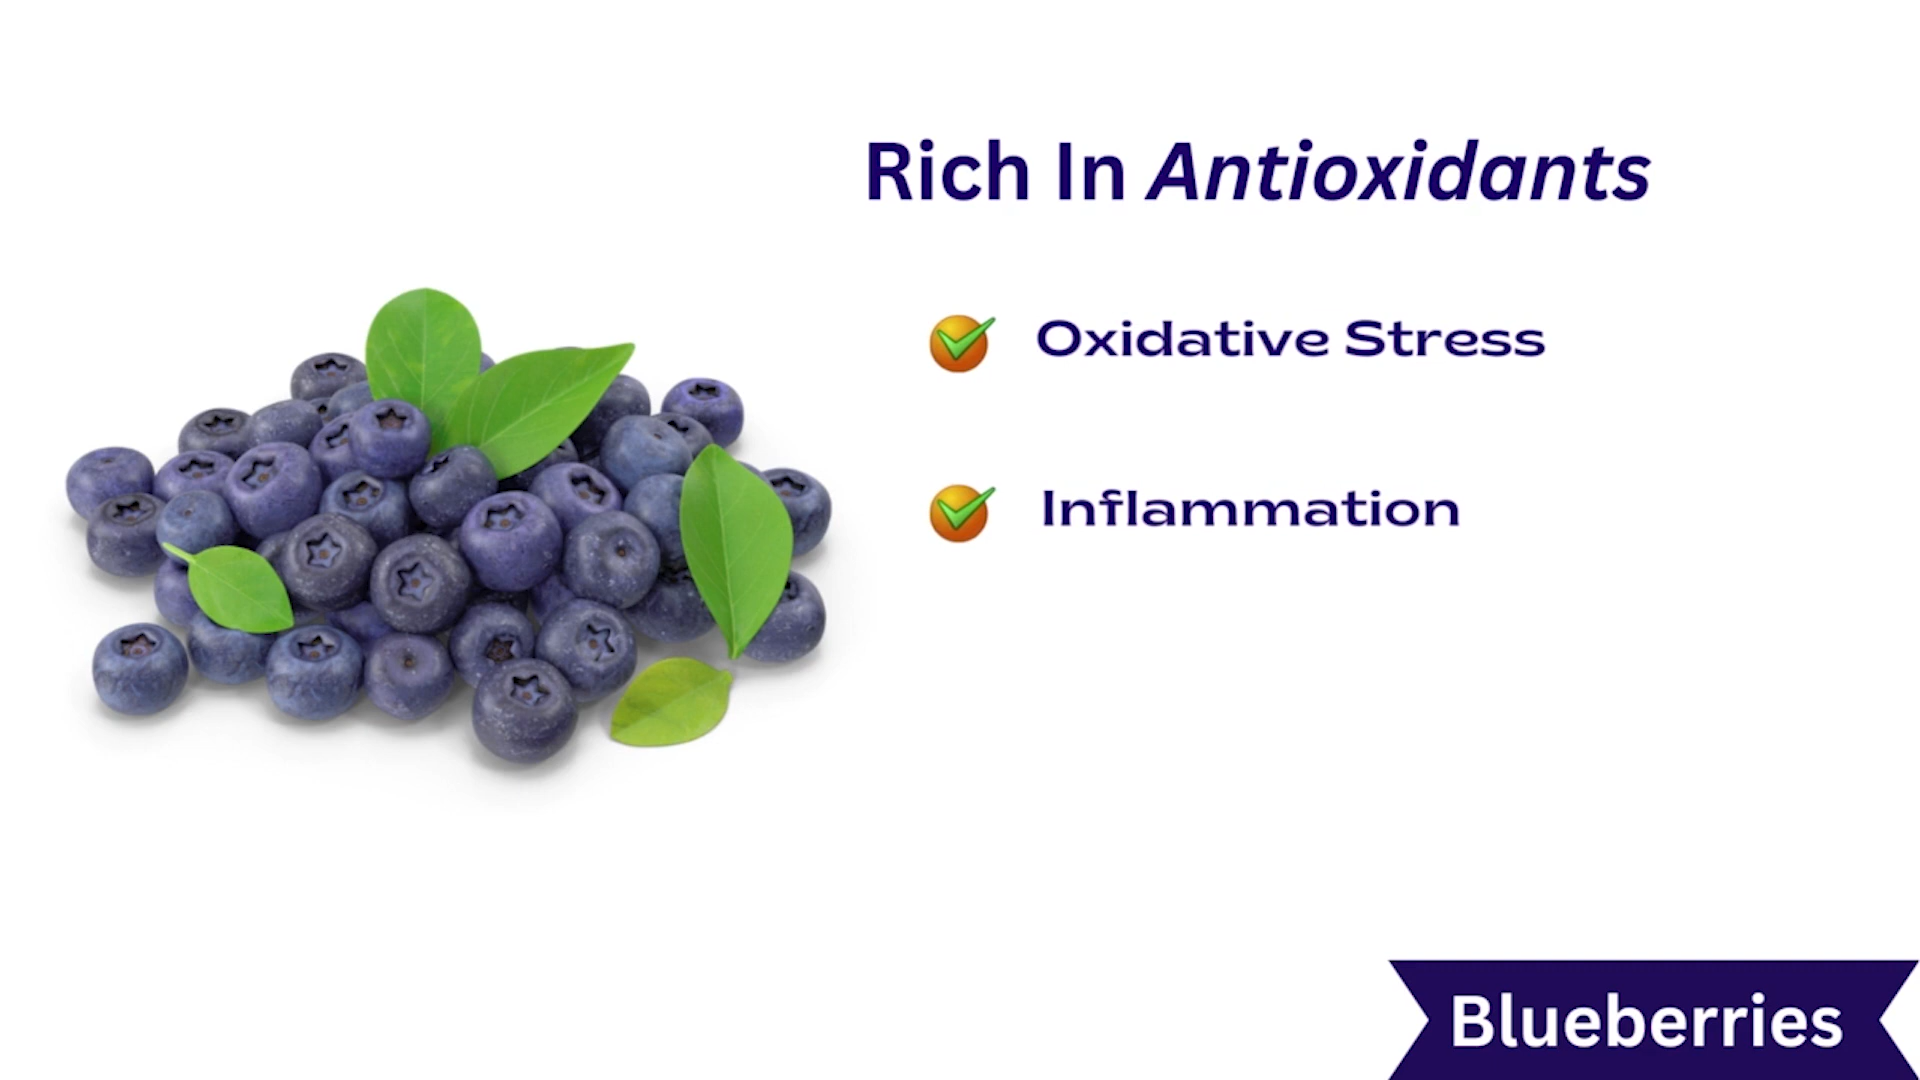 Rich In Antioxidants
Oxidative Stress
Inflammation
Blueberries